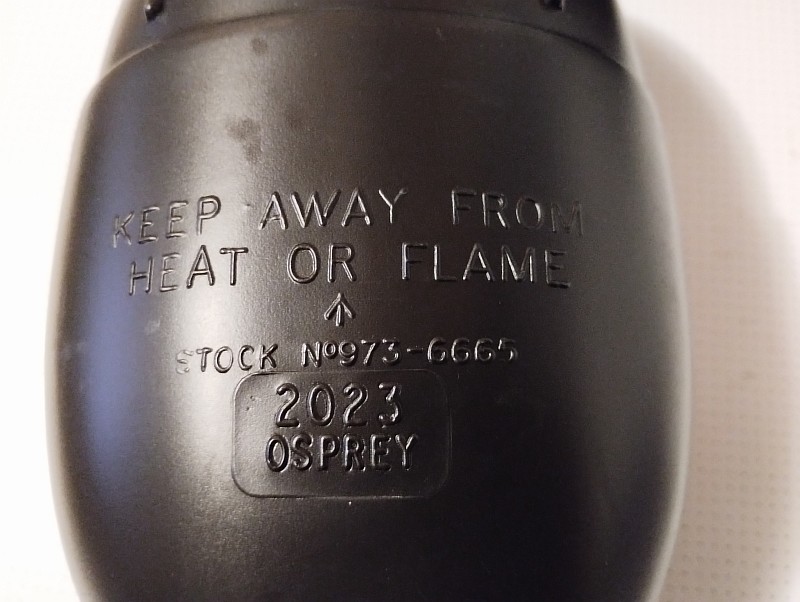 KEEP AWAY FROM
HEAT OR FLAME
STOCK Nº973-6665
2023
OSPREY